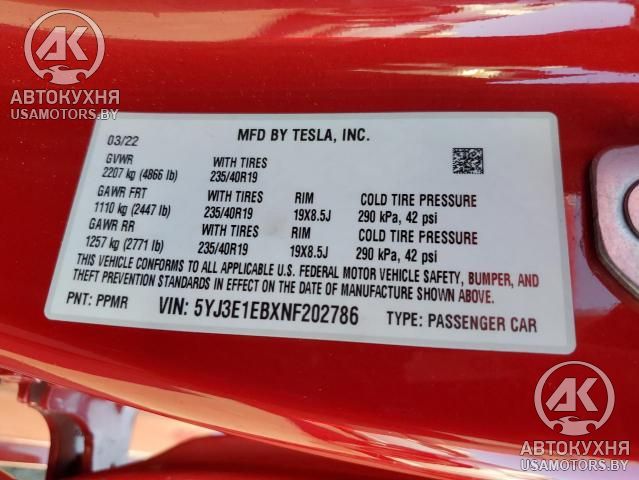 AK
АВТОКУХНЯ
USAMOTORS.BY
03/22
MFD BY TESLA, INC.
GVWR WITH TIRES
2207 kg (4866 lb) 235/40R19
GAWR FRT WITH TIRES RIM COLD TIRE PRESSURE
1110 kg (2447 lb) 235/40R19 19X8.5J 290 kPa, 42 psi
GAWR RR WITH TIRES RIM COLD TIRE PRESSURE
1257 kg (2771 lb) 235/40R19 19X8.5J 290 kPa, 42 psi
THIS VEHICLE CONFORMS TO ALL APPLICABLE U.S. FEDERAL MOTOR VEHICLE SAFETY, BUMPER, AND
THEFT PREVENTION STANDARDS IN EFFECT ON THE DATE OF MANUFACTURE SHOWN ABOVE.
PNT: PPMR VIN: 5YJ3E1EBXNF202786 TYPE: PASSENGER CAR
AK
АВТОКУХНЯ
USAMOTORS.BY